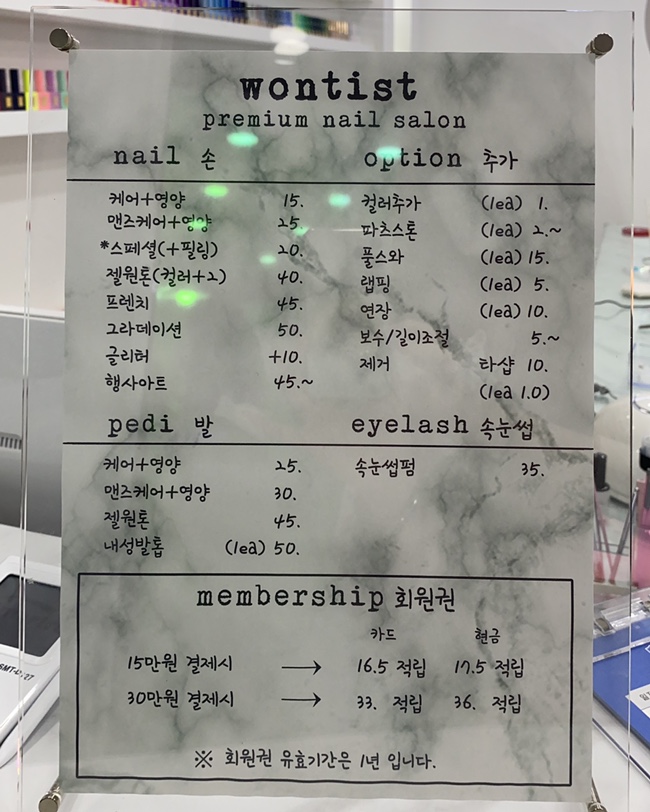 wontist
premium nail salon
nail 손
케어+영양 15.
맨즈케어+영양 25.
*스페셜(+필링) 20.
젤원톤(컬러+2) 40.
프렌치 45.
그라데이션 50.
글리터 +10.
행사아트 45.~
option 추가
컬러추가 (1ea) 1.
파츠스톤 (1ea) 2.~
풀스와 (1ea) 15.
랩핑 (1ea) 5.
연장 (1ea) 10.
보수/길이조절 5.~
제거 타샵 10.
(1ea 1.0)
pedi 발
케어+영양 25.
맨즈케어+영양 30.
젤원톤 45.
내성발톱 (1ea) 50.
eyelash 속눈썹
속눈썹펌 35.
membership 회원권
카드 현금
15만원 결제시 → 16.5 적립 17.5 적립
30만원 결제시 → 33. 적립 36. 적립
※ 회원권 유효기간은 1년 입니다.